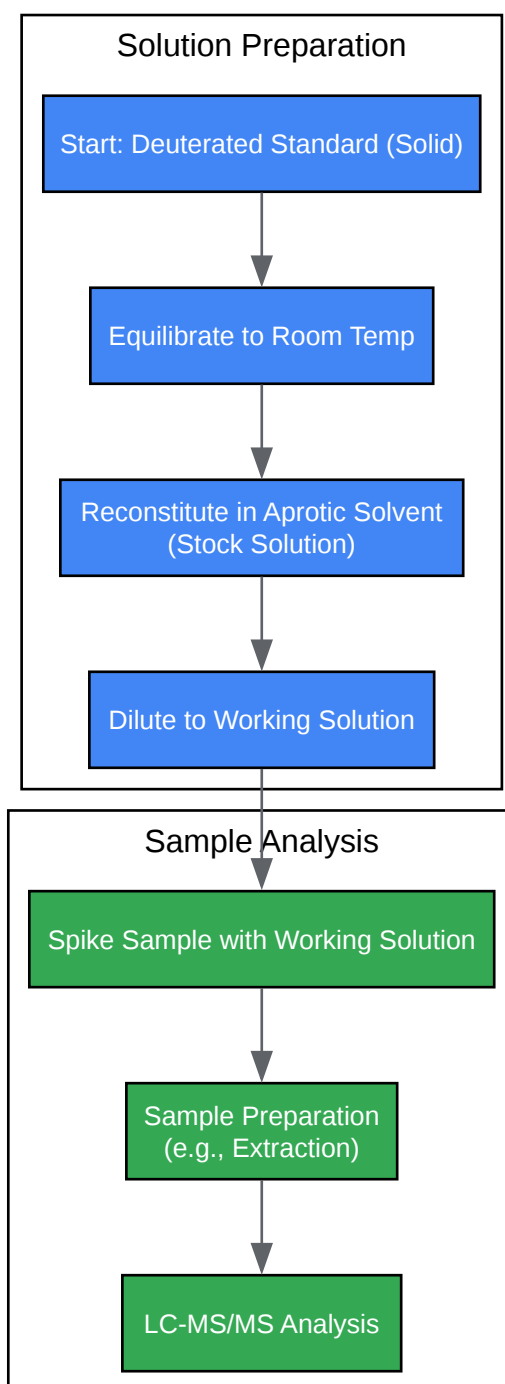 Solution Preparation
Start: Deuterated Standard (Solid)
Equilibrate to Room Temp
Reconstitute in Aprotic Solvent
(Stock Solution)
Dilute to Working Solution
Sample Analysis
Spike Sample with Working Solution
Sample Preparation
(e.g., Extraction)
LC-MS/MS Analysis